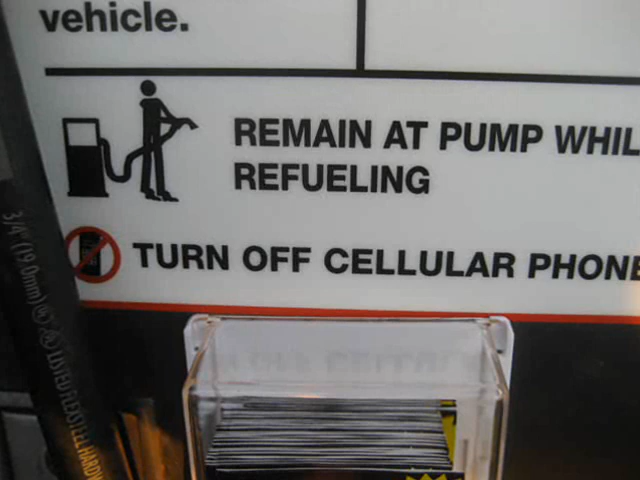 vehicle.
REMAIN AT PUMP WHIL
REFUELING
TURN OFF CELLULAR PHONE
3/4" (19.0mm)